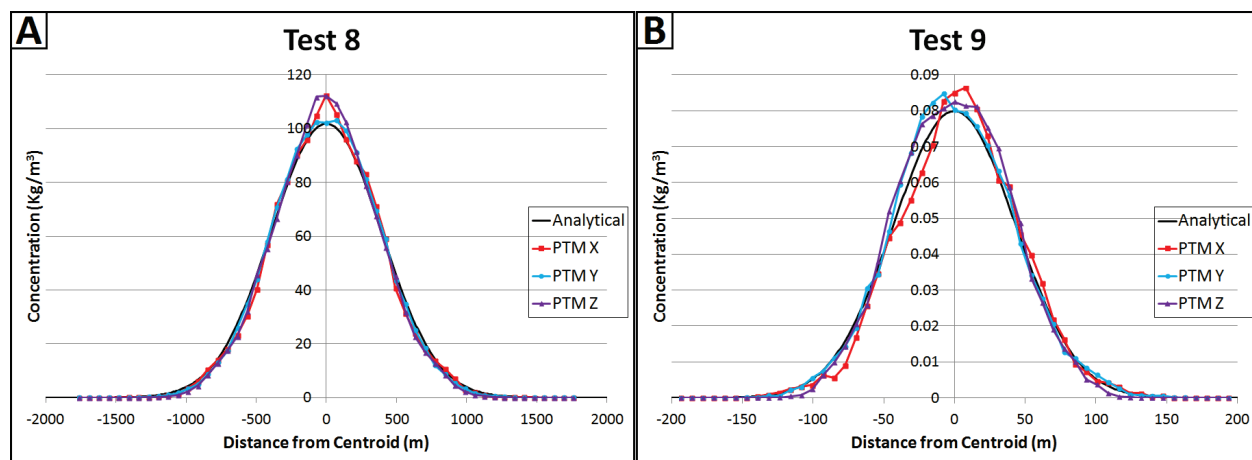 A
Test 8
120
100
80
60
40
20
0
-2000
-1500
-1000
-500
0
500
1000
1500
2000
Concentration (Kg/m³)
Distance from Centroid (m)
Analytical
PTM X
PTM Y
PTM Z
B
Test 9
0.09
0.08
0.07
0.06
0.05
0.04
0.03
0.02
0.01
0
-200
-150
-100
-50
0
50
100
150
200
Concentration (Kg/m³)
Distance from Centroid (m)
Analytical
PTM X
PTM Y
PTM Z